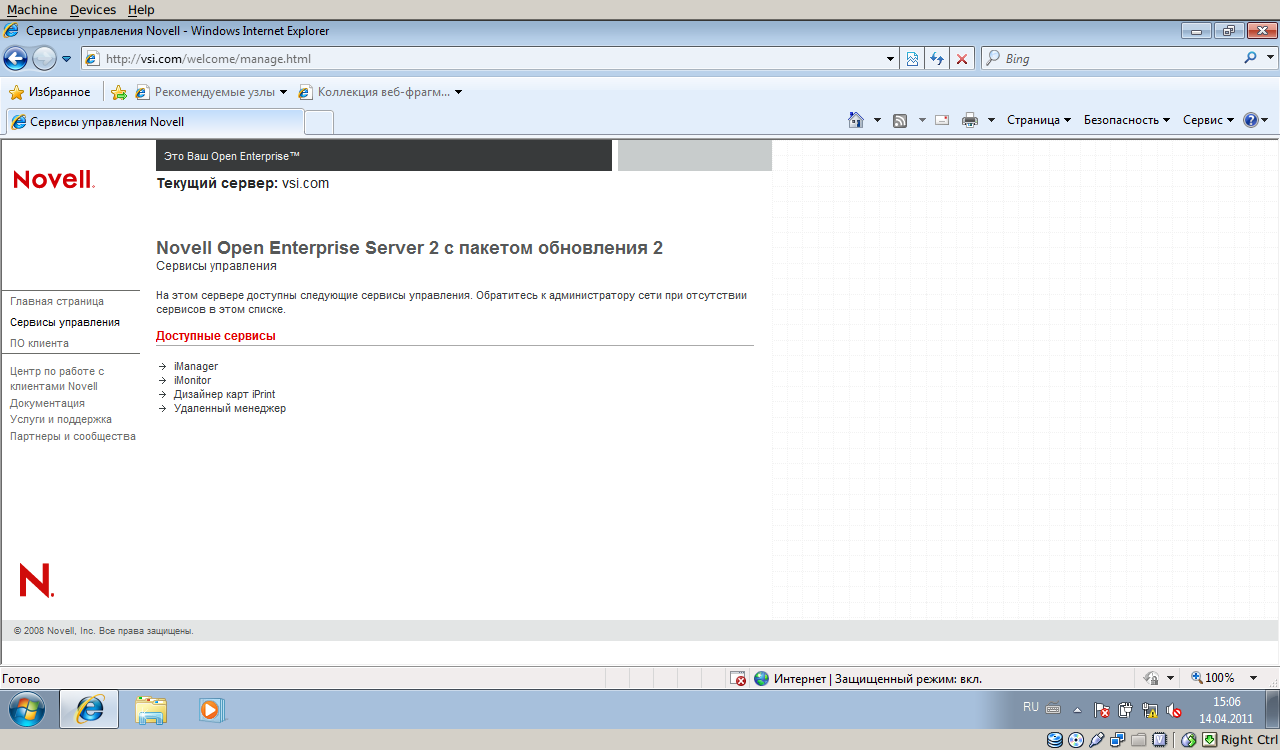 Machine Devices Help
Сервисы управления Novell - Windows Internet Explorer
http://vsi.com/welcome/manage.html
Bing
Избранное Рекомендуемые узлы Коллекция веб-фрагм...
Сервисы управления Novell
Страница Безопасность Сервис
Novell.
Это Ваш Open Enterprise™
Текущий сервер: vsi.com
Novell Open Enterprise Server 2 с пакетом обновления 2
Сервисы управления
На этом сервере доступны следующие сервисы управления. Обратитесь к администратору сети при отсутствии
сервисов в этом списке.
Доступные сервисы
iManager
iMonitor
Дизайнер карт iPrint
Удаленный менеджер
Главная страница
Сервисы управления
ПО клиента
Центр по работе с
клиентами Novell
Документация
Услуги и поддержка
Партнеры и сообщества
N.
© 2008 Novell, Inc. Все права защищены.
Готово
Интернет | Защищенный режим: вкл.
100%
RU
15:06
14.04.2011
Right Ctrl